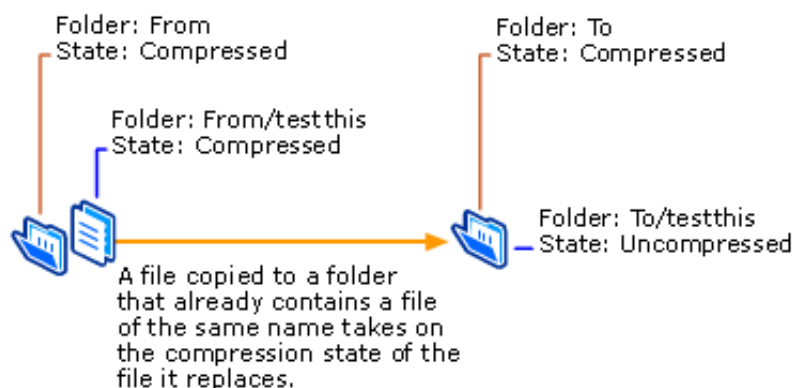 Folder: From
State: Compressed
Folder: To
State: Compressed
Folder: From/testthis
State: Compressed
Folder: To/testthis
State: Uncompressed
A file copied to a folder
that already contains a file
of the same name takes on
the compression state of the
file it replaces.